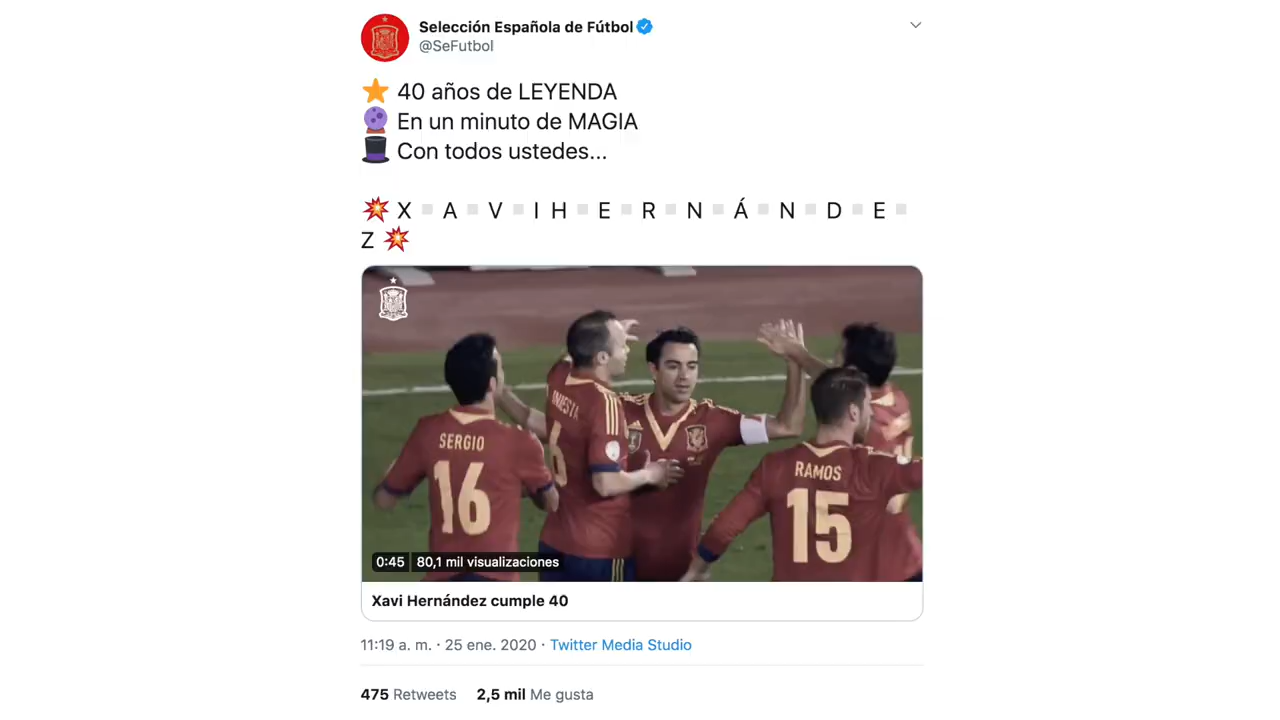 Selección Española de Fútbol
@SeFutbol
40 años de LEYENDA
En un minuto de MAGIA
Con todos ustedes...
X ▫ A ▫ V ▫ I H ▫ E ▫ R ▫ N ▫ Á ▫ N ▫ D ▫ E ▫
Z
SERGIO
16
INIESTA
6
RAMOS
15
0:45 80,1 mil visualizaciones
Xavi Hernández cumple 40
11:19 a. m. · 25 ene. 2020 · Twitter Media Studio
475 Retweets 2,5 mil Me gusta